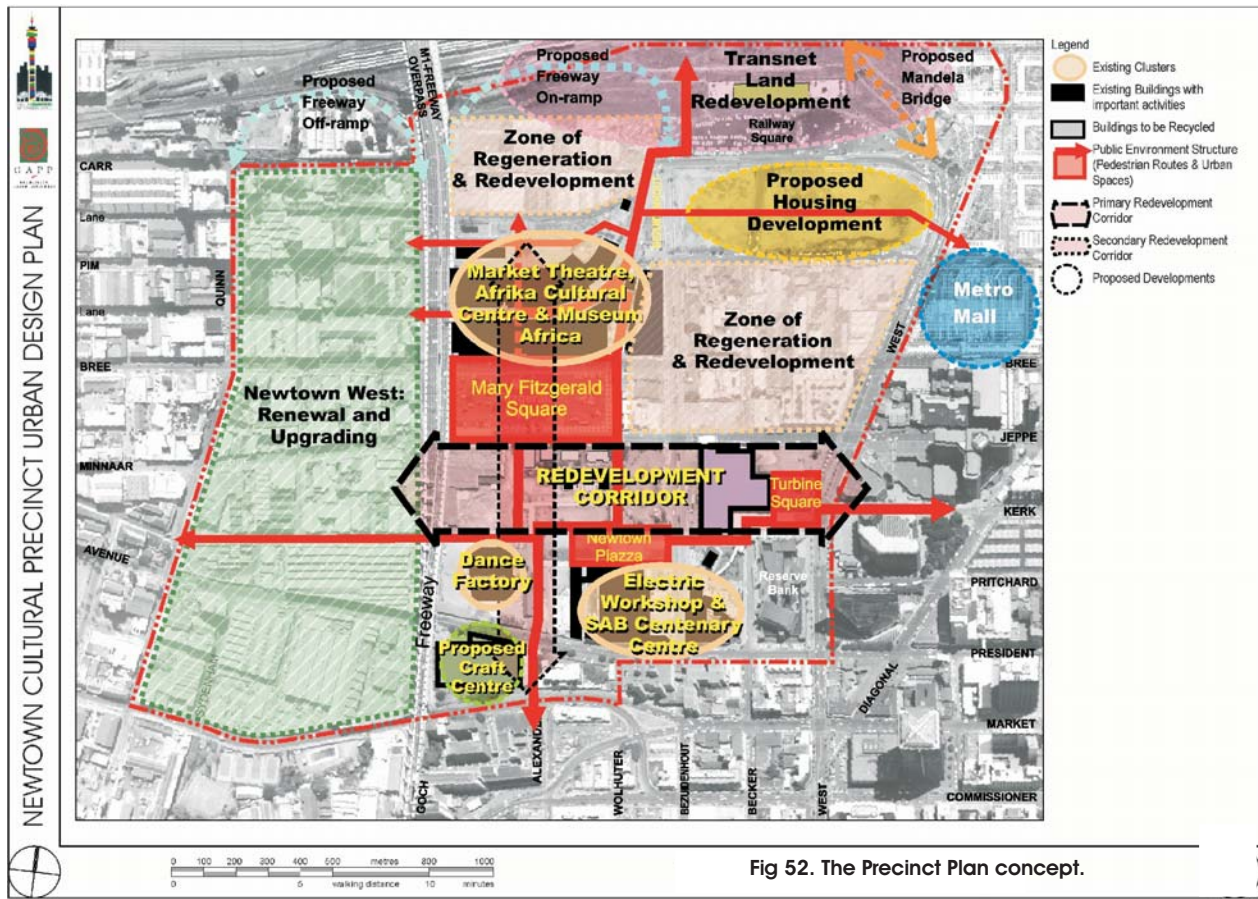 NEWTOWN CULTURAL PRECINCT URBAN DESIGN PLAN
GAPP
Proposed
Freeway
Off-ramp
M1-FREEWAY
OVERPASS
Proposed
Freeway
On-ramp
Transnet
Land
Redevelopment
Railway
Square
Proposed
Mandela
Bridge
Zone of
Regeneration
& Redevelopment
Proposed
Housing
Development
CARR
Lane
PIM
Lane
BREE
MINNAAR
AVENUE
QUINN
Newtown West:
Renewal and
Upgrading
Market Theatre,
Afrika Cultural
Centre & Museum
Africa
Mary Fitzgerald
Square
Zone of
Regeneration
& Redevelopment
WEST
Metro
Mall
BREE
JEPPE
REDEVELOPMENT
CORRIDOR
Turbine
Square
KERK
Newtown
Plazza
Dance
Factory
Electric
Workshop &
SAB Centenary
Centre
Reserve
Bank
PRITCHARD
Freeway
Proposed
Craft
Centre
PRESIDENT
DIAGONAL
MARKET
COMMISSIONER
GOCH
WOLHUTER
BEZUIDENHOUT
BECKER
WEST
Legend
Existing Clusters
Existing Buildings with
important activities
Buildings to be Recycled
Public Environment Structure
(Pedestrian Routes & Urban
Spaces)
Primary Redevelopment
Corridor
Secondary Redevelopment
Corridor
Proposed Developments
0 100 200 300 400 600 metres 800 1000
0 5 walking distance 10 minutes
Fig 52. The Precinct Plan concept.